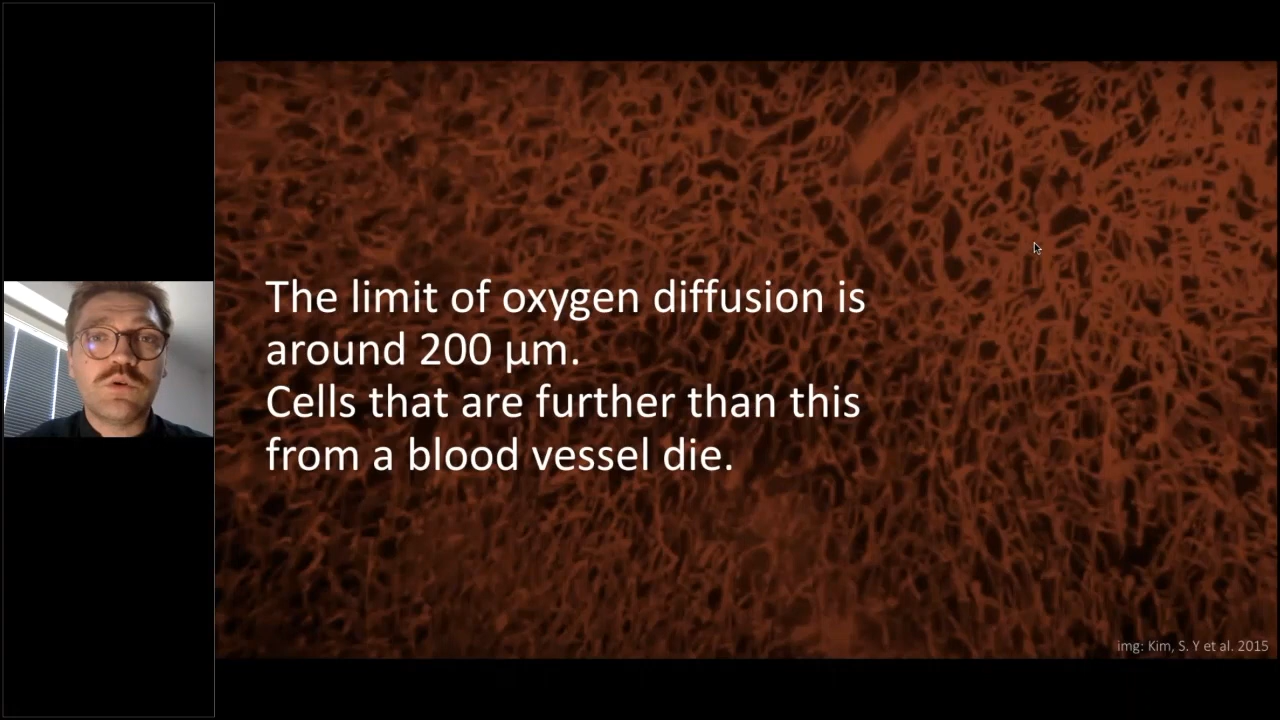 The limit of oxygen diffusion is
around 200 µm.
Cells that are further than this
from a blood vessel die.
img: Kim, S. Y et al. 2015